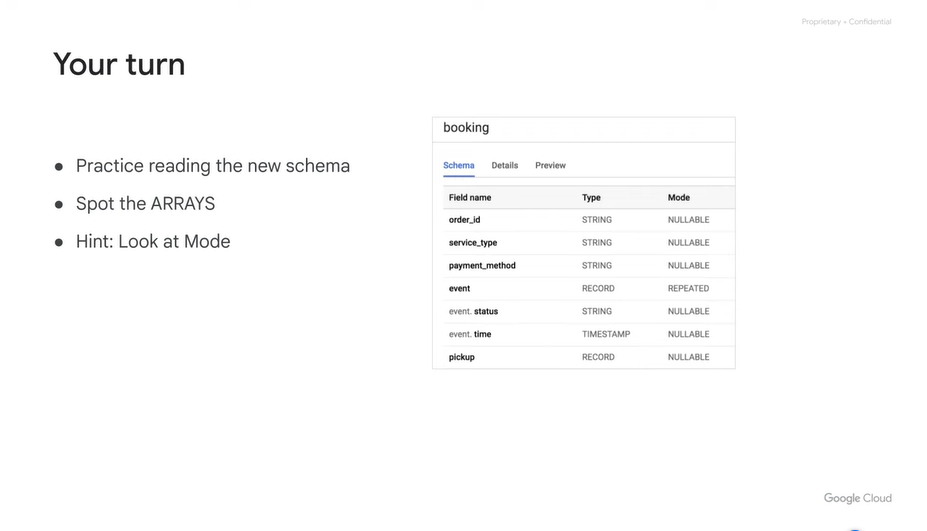 Proprietary + Confidential
Your turn
● Practice reading the new schema
● Spot the ARRAYS
● Hint: Look at Mode
booking
Schema Details Preview
Field name Type Mode
order_id STRING NULLABLE
service_type STRING NULLABLE
payment_method STRING NULLABLE
event RECORD REPEATED
event. status STRING NULLABLE
event. time TIMESTAMP NULLABLE
pickup RECORD NULLABLE
Google Cloud